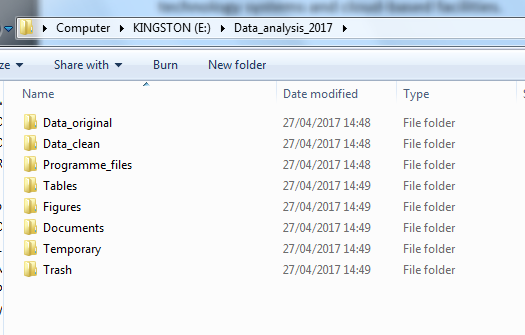 technology systems and cloud-based facilities.
Computer KINGSTON (E:) Data_analysis_2017
ze Share with Burn New folder
Name Date modified Type
Data_original 27/04/2017 14:48 File folder
Data_clean 27/04/2017 14:48 File folder
Programme_files 27/04/2017 14:48 File folder
Tables 27/04/2017 14:49 File folder
Figures 27/04/2017 14:49 File folder
Documents 27/04/2017 14:49 File folder
Temporary 27/04/2017 14:49 File folder
Trash 27/04/2017 14:49 File folder